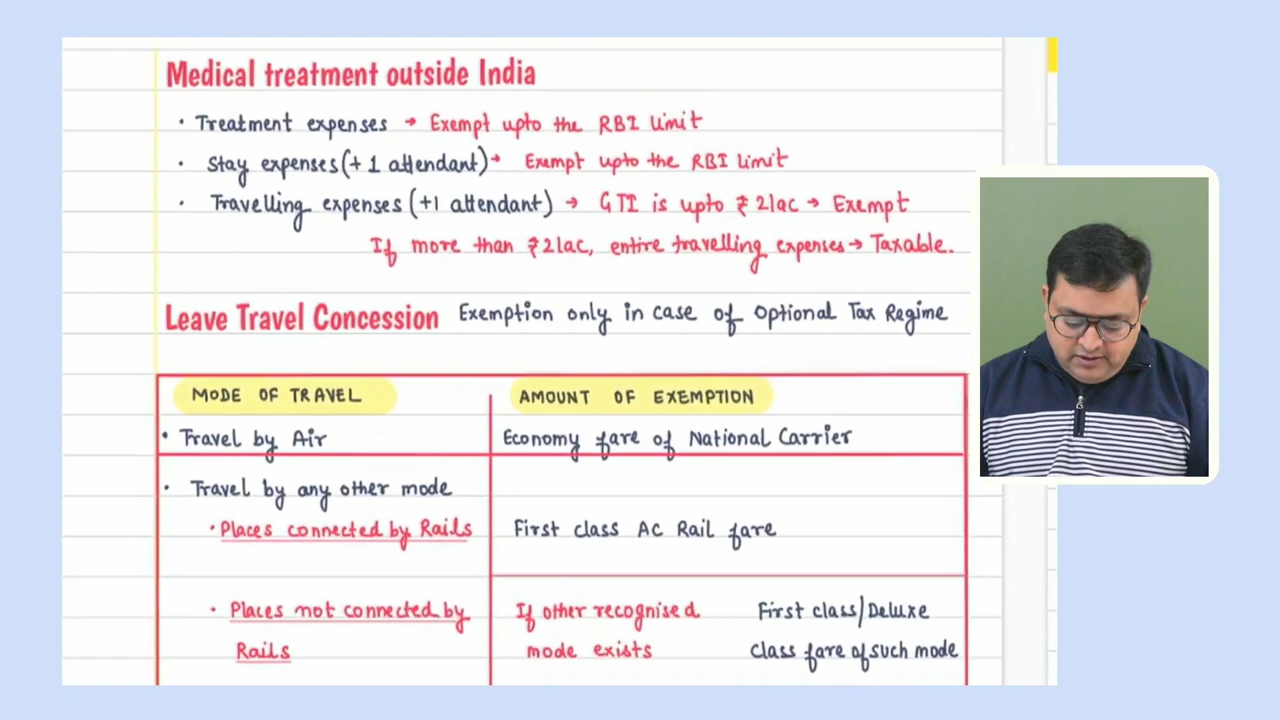 Medical treatment outside India
• Treatment expenses → Exempt upto the RBI limit
• Stay expenses (+ 1 attendant) → Exempt upto the RBI limit
• Travelling expenses (+1 attendant) → GTI is upto ₹2lac → Exempt
If more than ₹2lac, entire travelling expenses → Taxable.
Leave Travel Concession Exemption only in case of Optional Tax Regime
MODE OF TRAVEL AMOUNT OF EXEMPTION
• Travel by Air Economy fare of National Carrier
• Travel by any other mode
• Places connected by Rails First class AC Rail fare
• Places not connected by If other recognised First class/Deluxe
Rails mode exists class fare of such mode